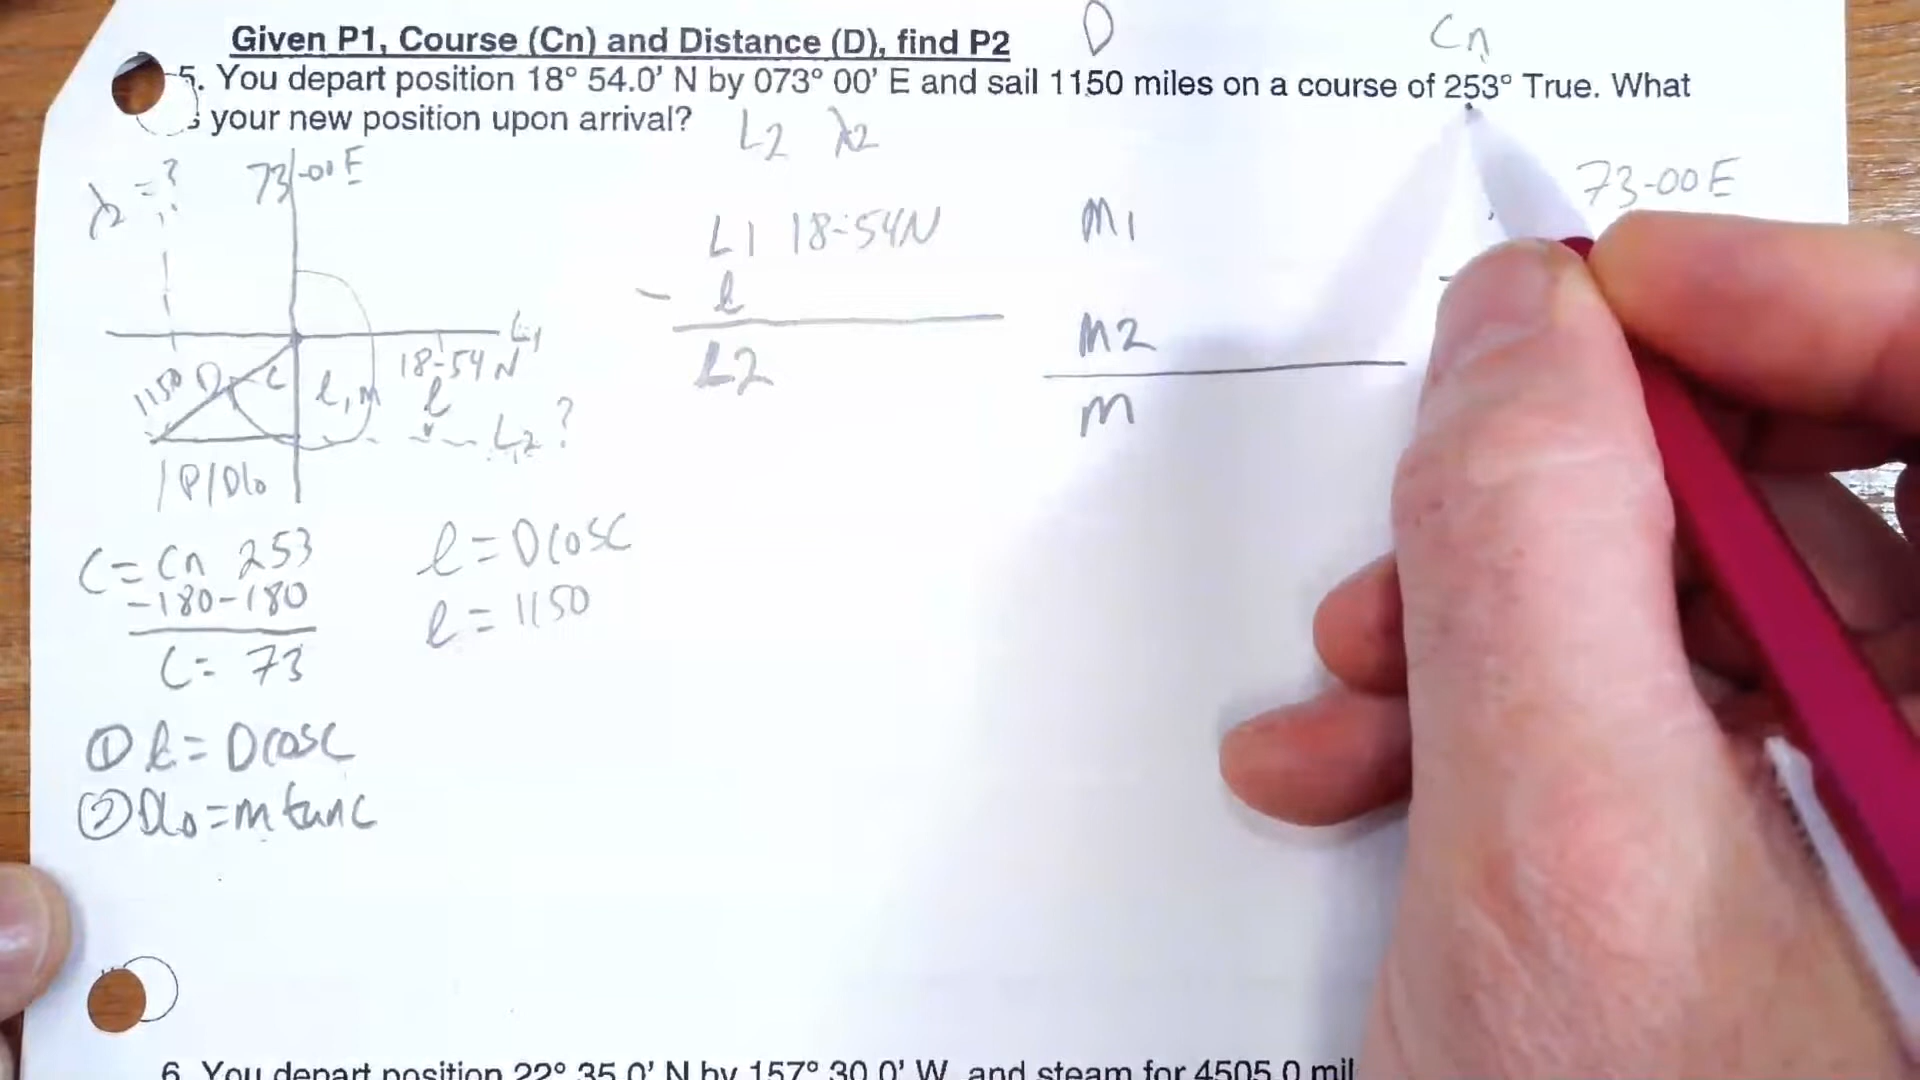 Given P1, Course (Cn) and Distance (D), find P2
D
Cn
5. You depart position 18° 54.0' N by 073° 00' E and sail 1150 miles on a course of 253° True. What
your new position upon arrival?
L2 λ2
λ2 = ?
73-00 E
L1 18-54N
- l
L2
M1
M2
m
73-00 E
L1
18-54 N
1150 D
C
l, m
l
L2 ?
P/Dlo
C = Cn 253
-180 -180
C = 73
l = D cos C
l = 1150
① l = D cos C
② Dlo = m tan C
6. You depart position 22° 35.0' N by 157° 30.0' W, and steam for 4505.0 mil